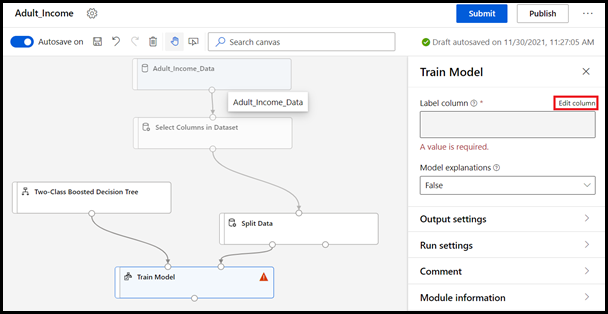 Adult_Income
Submit
Publish
Autosave on
Search canvas
Draft autosaved on 11/30/2021, 11:27:05 AM
Adult_Income_Data
Adult_Income_Data
Select Columns in Dataset
Two-Class Boosted Decision Tree
Split Data
Train Model
Train Model
Label column * Edit column
A value is required.
Model explanations
False
Output settings
Run settings
Comment
Module information